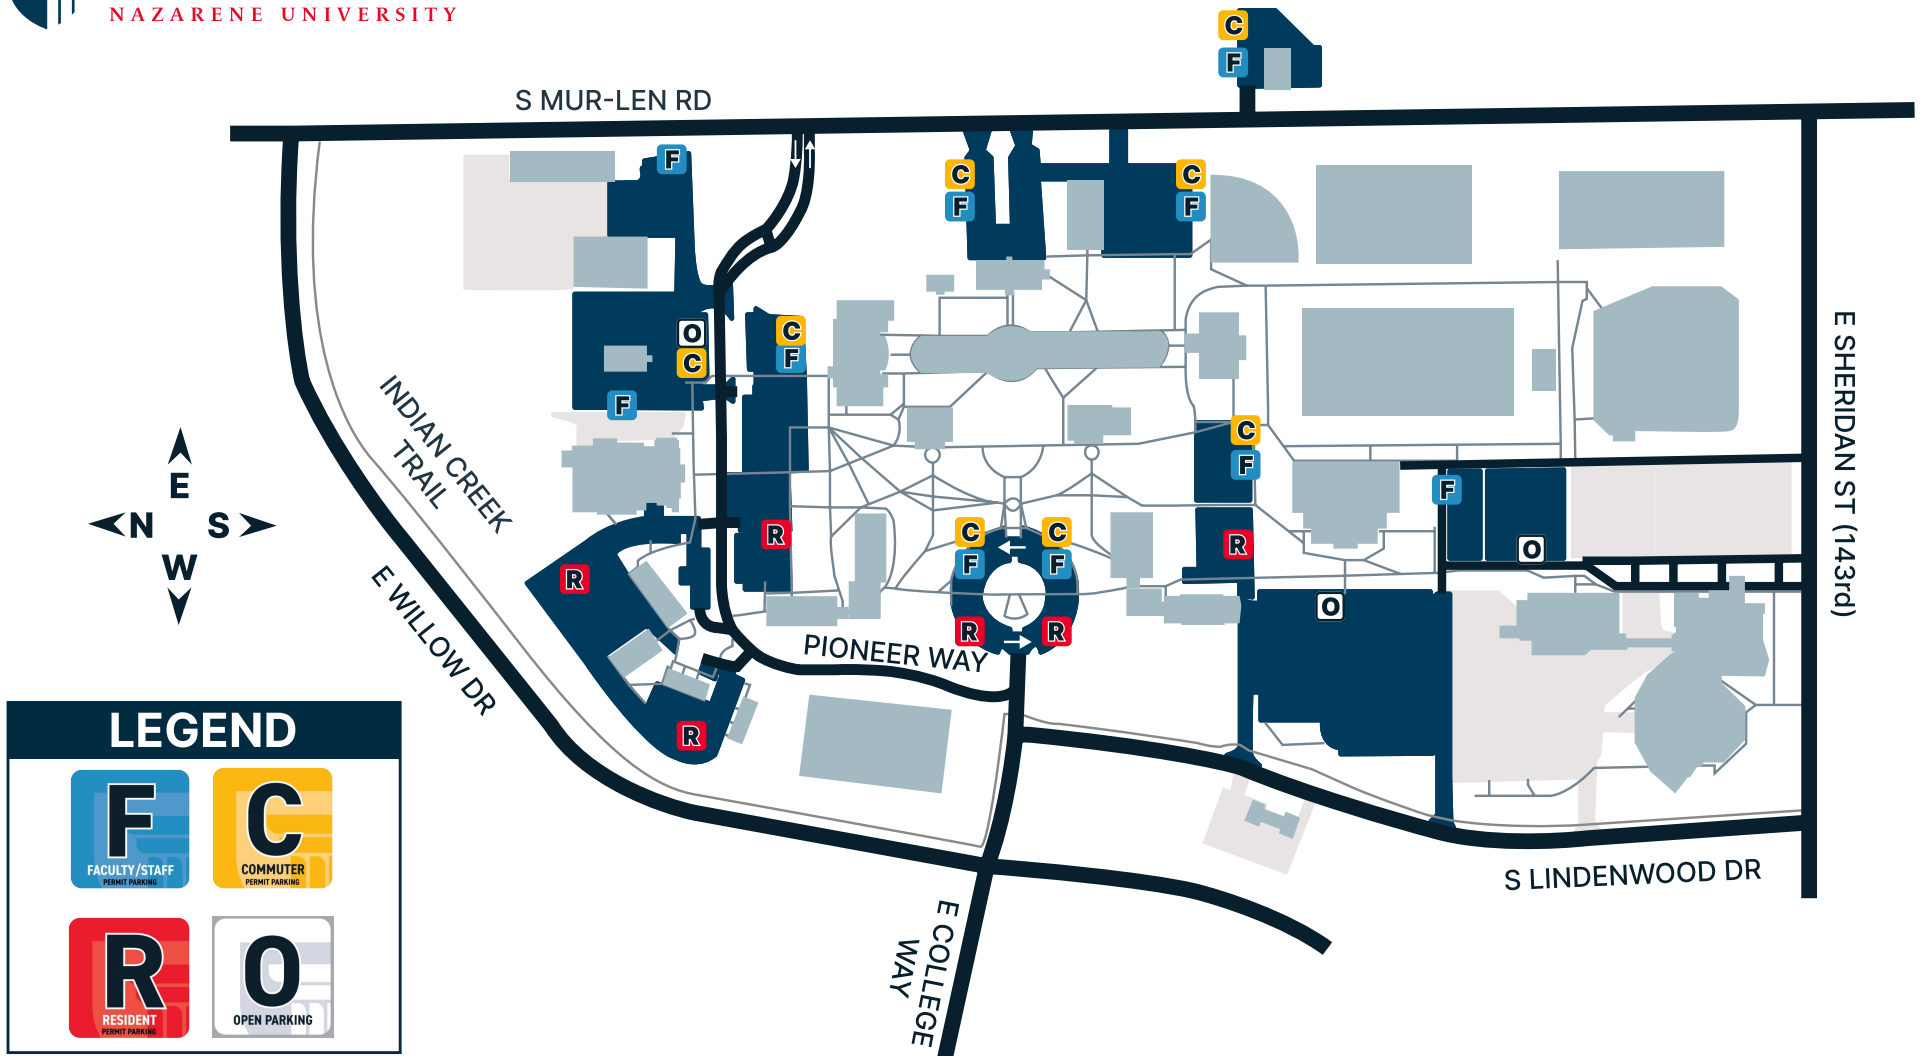 NAZARENE UNIVERSITY
C
F
S MUR-LEN RD
F
C
F
C
F
O
C
C
F
F
C
F
F
O
R
R
R
C
F
C
F
R
R
O
R
INDIAN CREEK
TRAIL
E WILLOW DR
PIONEER WAY
E SHERIDAN ST (143rd)
S LINDENWOOD DR
E COLLEGE
WAY
E
N S
W
LEGEND
F
FACULTY/STAFF
PERMIT PARKING
C
COMMUTER
PERMIT PARKING
R
RESIDENT
PERMIT PARKING
O
OPEN PARKING